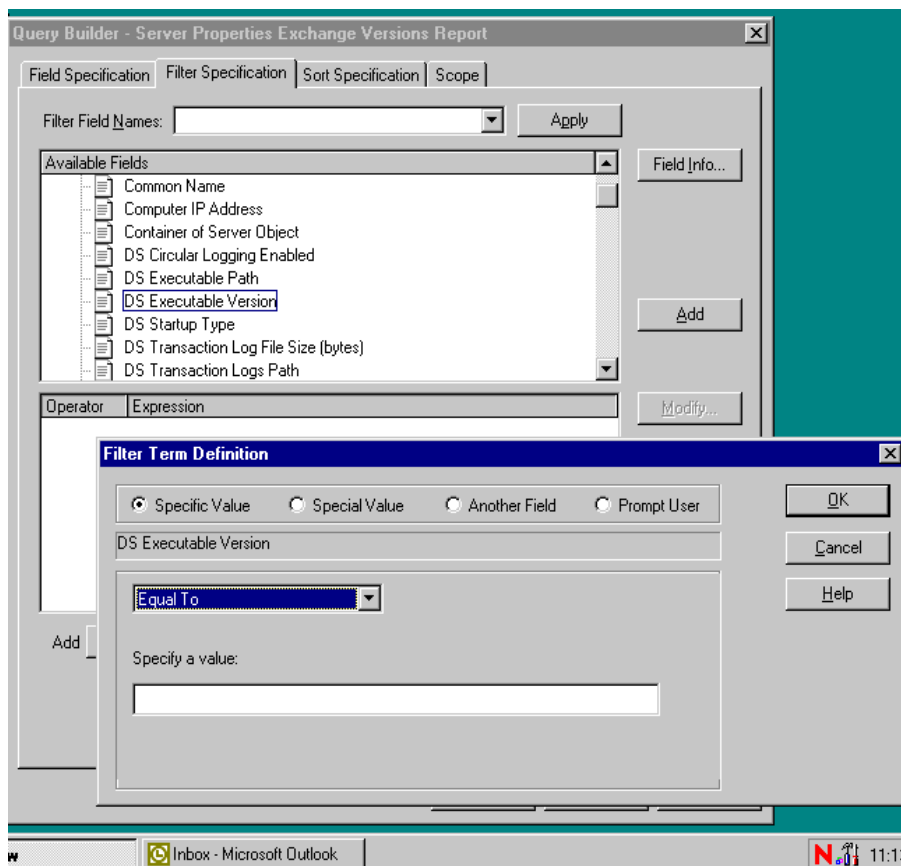 Query Builder - Server Properties Exchange Versions Report
Field Specification Filter Specification Sort Specification Scope
Filter Field Names: Apply
Available Fields Field Info...
Common Name
Computer IP Address
Container of Server Object
DS Circular Logging Enabled
DS Executable Path
DS Executable Version
Add
DS Startup Type
DS Transaction Log File Size (bytes)
DS Transaction Logs Path
Operator Expression Modify...
Filter Term Definition
Specific Value Special Value Another Field Prompt User OK
DS Executable Version Cancel
Equal To Help
Add
Specify a value:
Inbox - Microsoft Outlook N